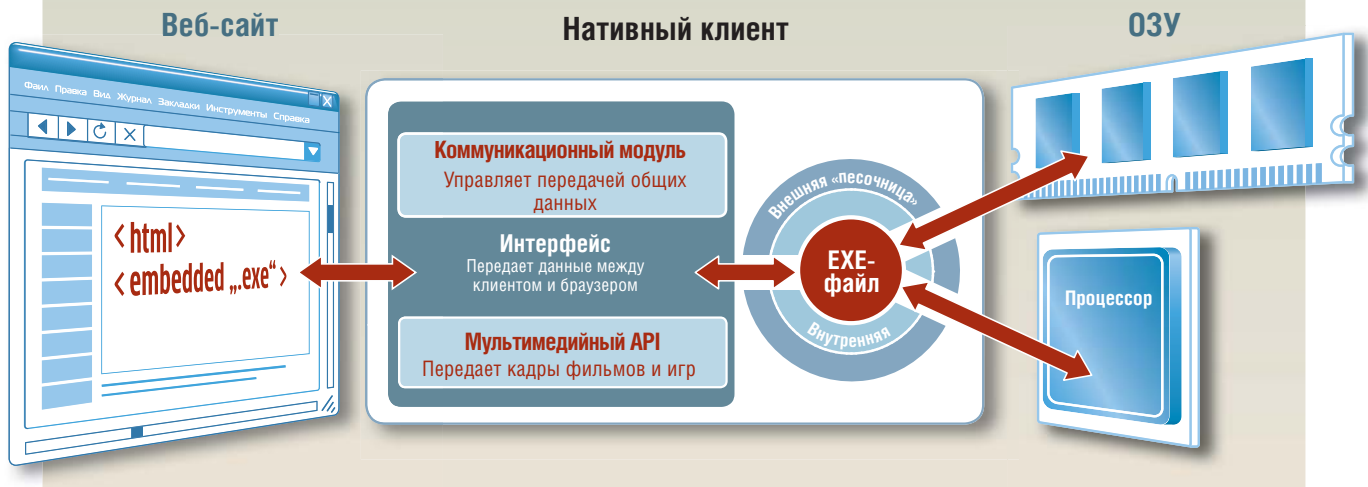 Веб-сайт
Нативный клиент
ОЗУ
Файл Правка Вид Журнал Закладки Инструменты Справка
<html>
<embedded „.exe“>
Коммуникационный модуль
Управляет передачей общих
данных
Интерфейс
Передает данные между
клиентом и браузером
Мультимедийный API
Передает кадры фильмов и игр
Внешняя «песочница»
EXE-
файл
Внутренняя
Процессор